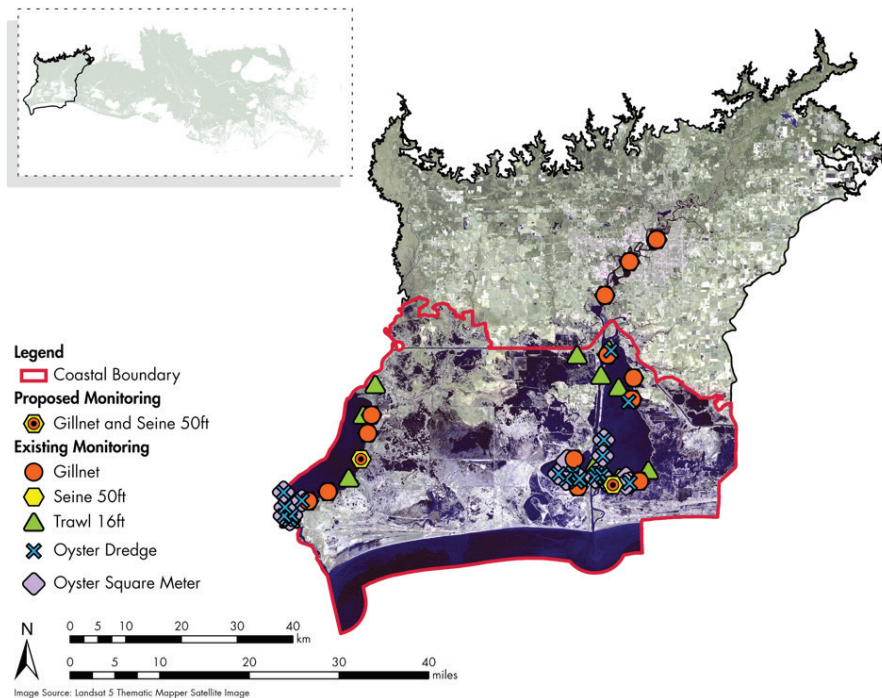 Legend
Coastal Boundary
Proposed Monitoring
Gillnet and Seine 50ft
Existing Monitoring
Gillnet
Seine 50ft
Trawl 16ft
Oyster Dredge
Oyster Square Meter
N
0 5 10 20 30 40
km
0 5 10 20 30 40
miles
Image Source: Landsat 5 Thematic Mapper Satellite Image